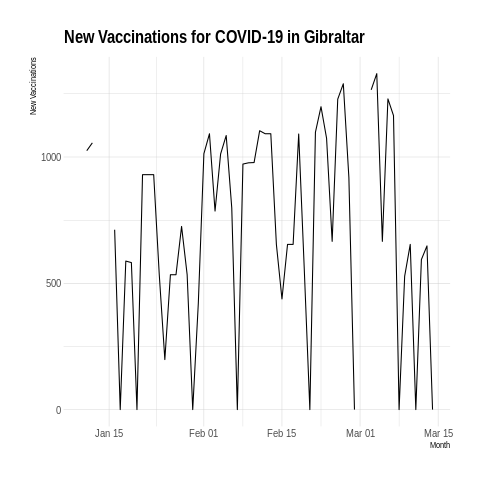 New Vaccinations for COVID-19 in Gibraltar
New Vaccinations
1000
500
0
Jan 15 Feb 01 Feb 15 Mar 01 Mar 15
Month